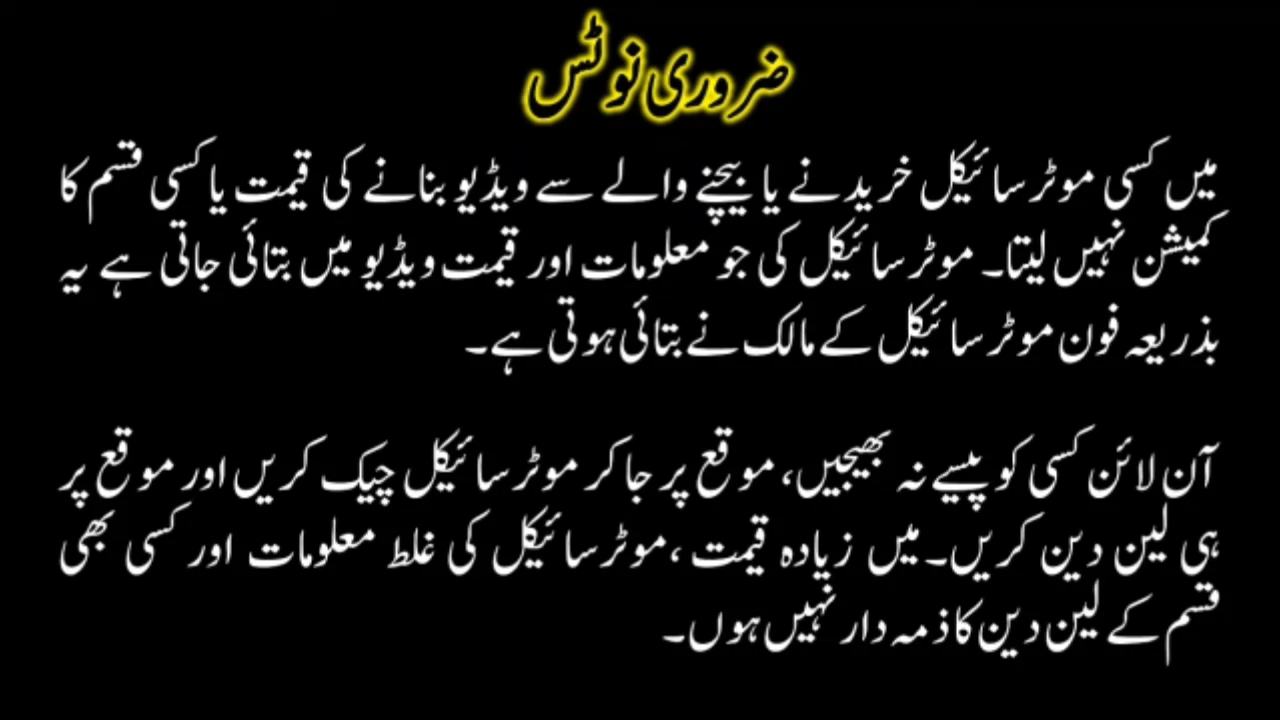 ضروری نوٹس
میں کسی موٹر سائیکل خریدنے یا بیچنے والے سے ویڈیو بنانے کی قیمت یا کسی قسم کا
کمیشن نہیں لیتا۔ موٹر سائیکل کی جو معلومات اور قیمت ویڈیو میں بتائی جاتی ہے یہ
بذریعہ فون موٹر سائیکل کے مالک نے بتائی ہوتی ہے۔
آن لائن کسی کو پیسے نہ بھیجیں، موقع پر جا کر موٹر سائیکل چیک کریں اور موقع پر
ہی لین دین کریں۔ میں زیادہ قیمت ،موٹر سائیکل کی غلط معلومات اور کسی بھی
قسم کے لین دین کا ذمہ دار نہیں ہوں۔